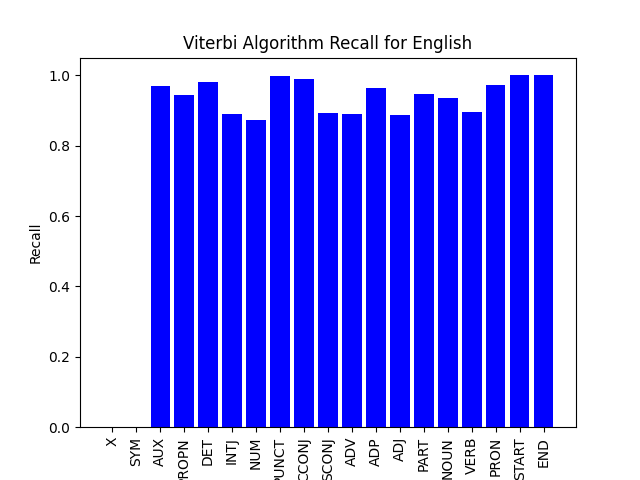 Viterbi Algorithm Recall for English
Recall
1.0
0.8
0.6
0.4
0.2
0.0
X
SYM
AUX
ROPN
DET
INTJ
NUM
UNCT
CCONJ
SCONJ
ADV
ADP
ADJ
PART
NOUN
VERB
PRON
START
END